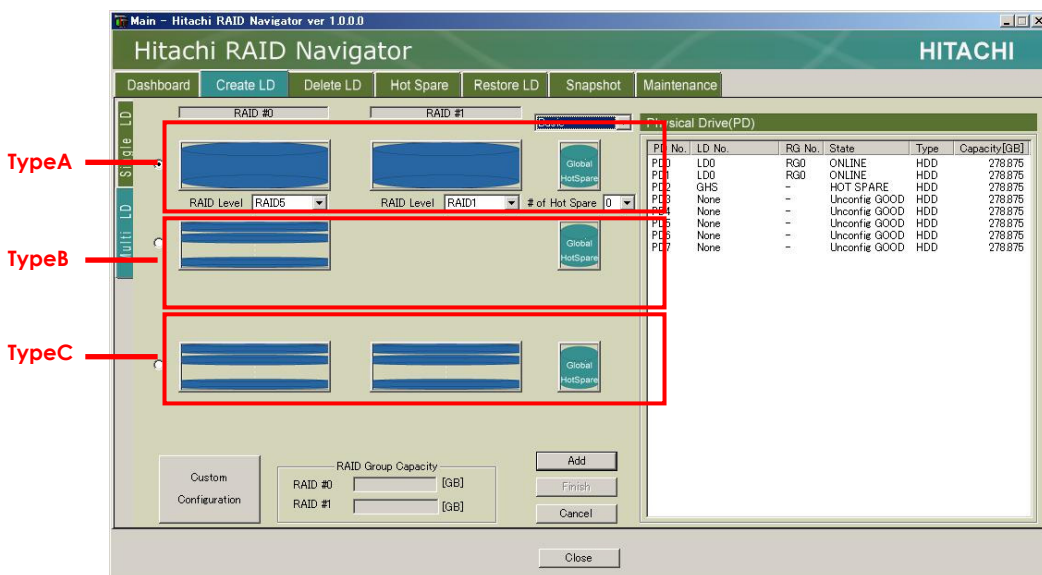 Main - Hitachi RAID Navigator ver 1.0.0.0
Hitachi RAID Navigator
HITACHI
Dashboard Create LD Delete LD Hot Spare Restore LD Snapshot Maintenance
Single LD
Multi LD
RAID #0 RAID #1
Basic
TypeA
Global
HotSpare
RAID Level RAID5 RAID Level RAID1 # of Hot Spare 0
TypeB
Global
HotSpare
TypeC
Global
HotSpare
Custom
Configuration
RAID Group Capacity
RAID #0 [GB]
RAID #1 [GB]
Add
Finish
Cancel
Physical Drive(PD)
PD No. LD No. RG No. State Type Capacity[GB]
PD0 LD0 RG0 ONLINE HDD 278.875
PD1 LD0 RG0 ONLINE HDD 278.875
PD2 GHS - HOT SPARE HDD 278.875
PD3 None - Unconfig GOOD HDD 278.875
PD4 None - Unconfig GOOD HDD 278.875
PD5 None - Unconfig GOOD HDD 278.875
PD6 None - Unconfig GOOD HDD 278.875
PD7 None - Unconfig GOOD HDD 278.875
Close